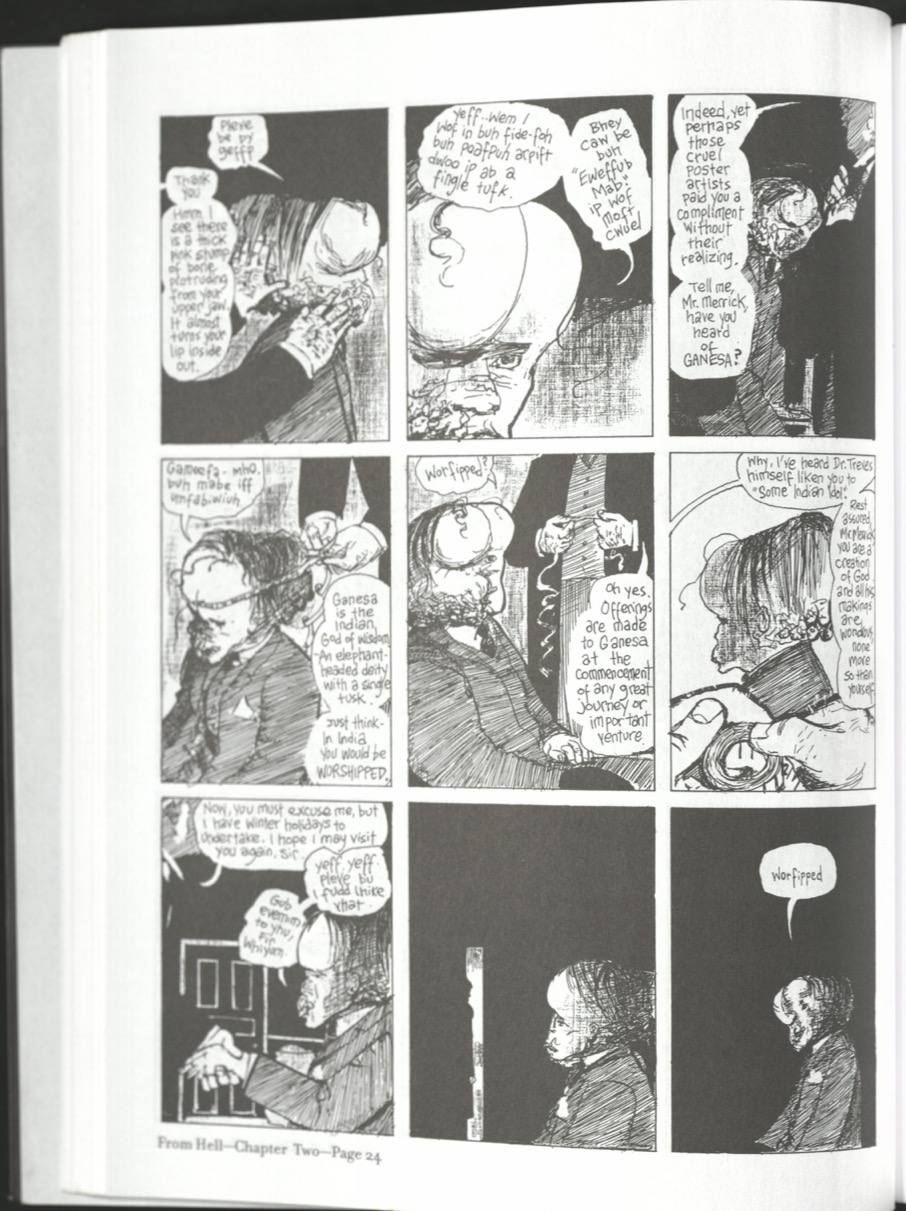 Pleve
be py
gefft
Thank
you
Hmm. I
see there
is a thick
pink stump
of bone
protruding
from your
upper jaw.
It almost
turns your
lip inside
out.
yeff.. Wem I
wof in buh fide-foh
buh poafpuh arpift
dwoo ip ab a
fingle tufk.
Bhey
caw be
buh
"Eweffub
Mab:"
ip wof
moft
cwuel
Indeed, yet
perhaps
those
cruel
poster
artists
paid you a
compliment
without
their
realizing.
Tell me,
Mr. Merrick,
have you
heard
of
GANESA?
Ganeefa - Mho.
buh mabe iff
umfabiwiuh
Ganesa
is the
Indian
God of wisdom
-An elephant-
headed deity
with a single
tusk.
Just think-
In India
you would be
WORSHIPPED.
Worfipped?
Oh yes.
Offerings
are made
to Ganesa
at the
commencement
of any great
journey or
important
venture
Why, I've heard Dr. Treves
himself liken you to
"Some Indian Idol".
Rest
assured,
Mr. Merrick
you are a
creation
of God
and all his
makings
are
wondous,
none
more
so than
yourself
Now, you must excuse me, but
I have winter holidays to
undertake. I hope I may visit
you again, Sir.
yeff. yeff.
pleve bu
I fudd lhike
vhat.
Gub
evemim
to yhu,
Fir
Whiyum.
Worfipped
From Hell—Chapter Two—Page 24